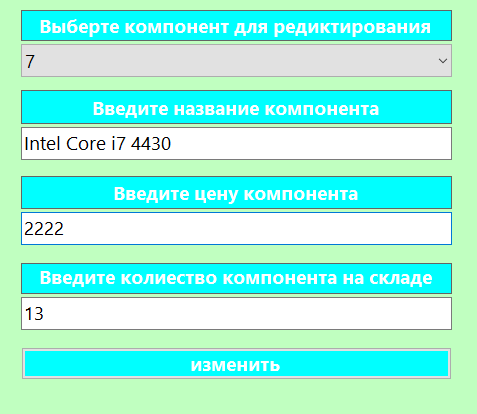 Выберте компонент для редиктирования
7
Введите название компонента
Intel Core i7 4430
Введите цену компонента
2222
Введите колиество компонента на складе
13
изменить